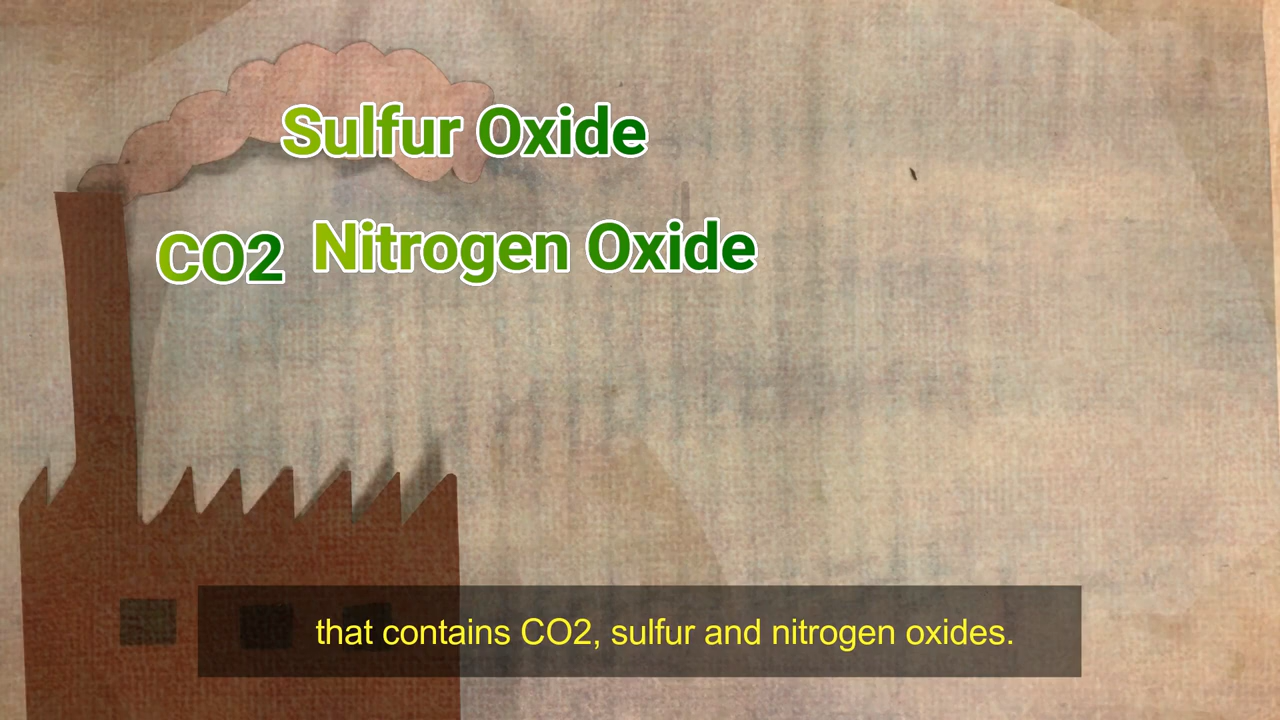 Sulfur Oxide
CO2 Nitrogen Oxide
that contains CO2, sulfur and nitrogen oxides.